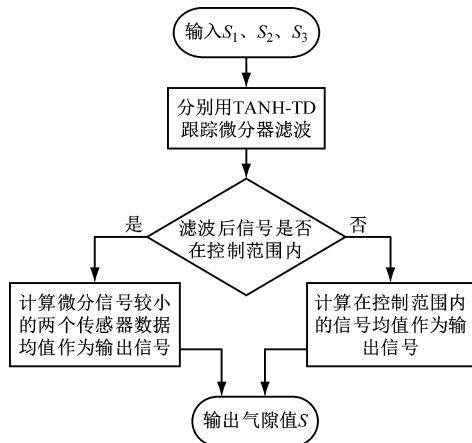 输入S₁、S₂、S₃
分别用TANH-TD
跟踪微分器滤波
滤波后信号是否
在控制范围内
是
否
计算微分信号较小
的两个传感器数据
均值作为输出信号
计算在控制范围内
的信号均值作为输
出信号
输出气隙值S